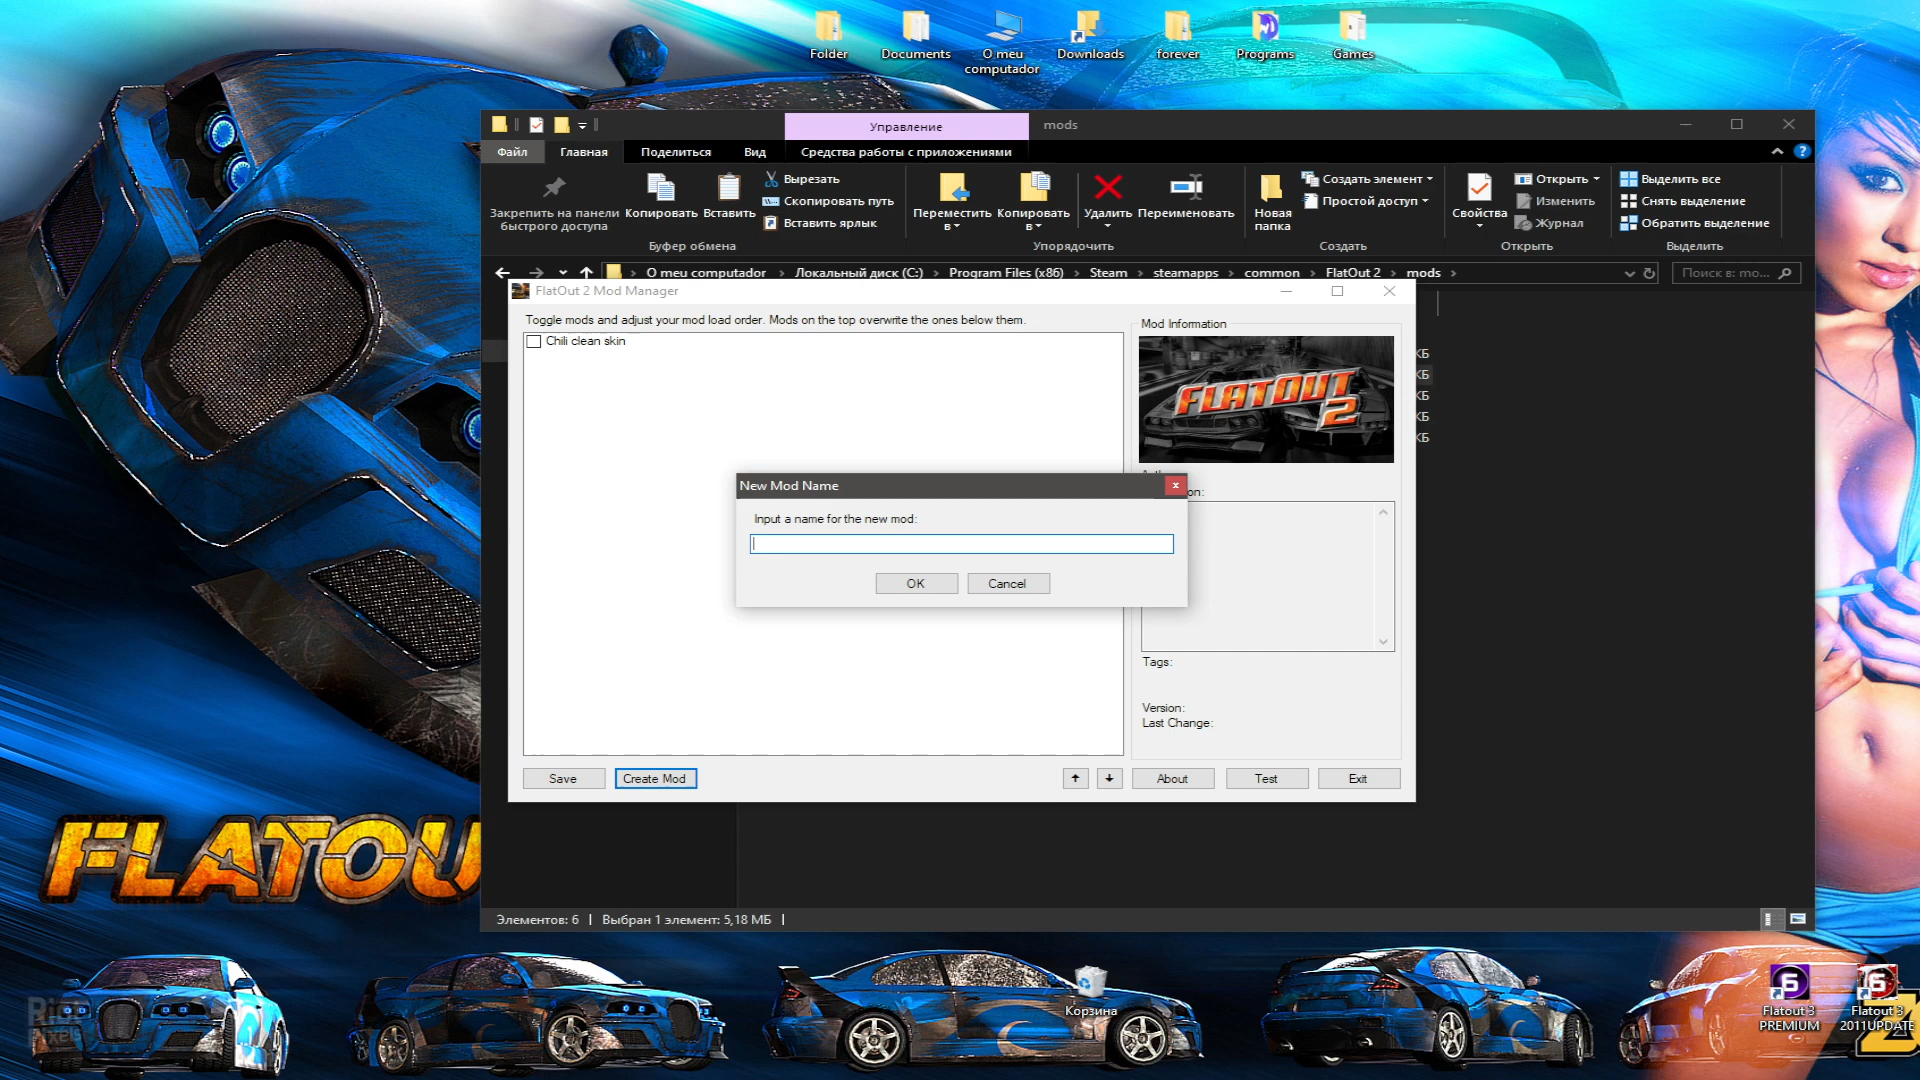 Folder
Documents
O meu
computador
Downloads
forever
Programs
Games
Управление
mods
Файл
Главная
Поделиться
Вид
Средства работы с приложениями
Закрепить на панели
быстрого доступа
Копировать
Вставить
Вырезать
Скопировать путь
Вставить ярлык
Буфер обмена
Переместить
в
Копировать
в
Удалить
Переименовать
Упорядочить
Новая
папка
Создать элемент
Простой доступ
Создать
Свойства
Открыть
Изменить
Журнал
Открыть
Выделить все
Снять выделение
Обратить выделение
Выделить
O meu computador
Локальный диск (C:)
Program Files (x86)
Steam
steamapps
common
FlatOut 2
mods
Поиск в: mo...
FlatOut 2 Mod Manager
Toggle mods and adjust your mod load order. Mods on the top overwrite the ones below them.
Chili clean skin
Mod Information
FLATOUT
2
КБ
КБ
КБ
КБ
КБ
New Mod Name
x
on:
Input a name for the new mod:
OK
Cancel
Tags:
Version:
Last Change:
Save
Create Mod
About
Test
Exit
FLATOU
Элементов: 6
Выбран 1 элемент: 5,18 МБ
Корзина
Flatout 3
PREMIUM
Flatout 3
2011UPDATE